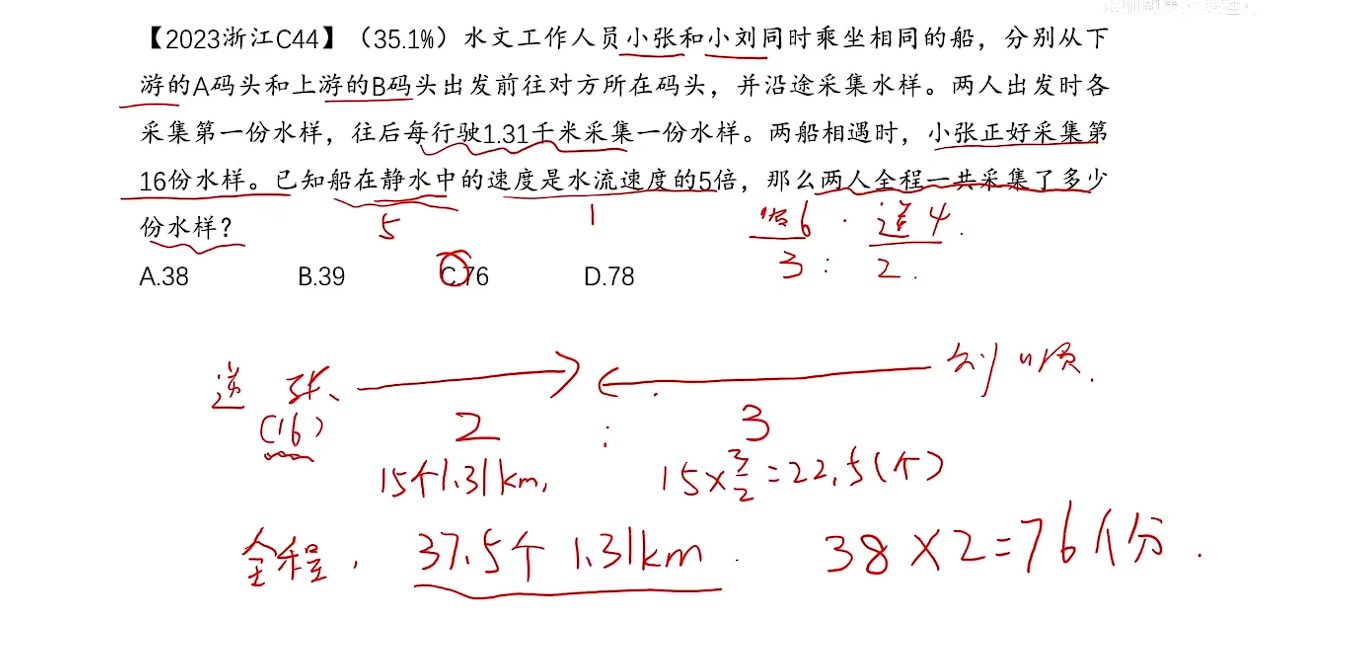 【2023浙江C44】（35.1%）水文工作人员小张和小刘同时乘坐相同的船，分别从下
游的A码头和上游的B码头出发前往对方所在码头，并沿途采集水样。两人出发时各
采集第一份水样，往后每行驶1.31千米采集一份水样。两船相遇时，小张正好采集第
16份水样。已知船在静水中的速度是水流速度的5倍，那么两人全程一共采集了多少
份水样？
5 1 顺6 : 逆4
A.38 B.39 C.76 D.78
3 : 2
逆 张 刘 顺
(16) 2 : 3
15个1.31km, 15×3/2=22.5(个)
全程, 37.5个 1.31km 38×2=76份